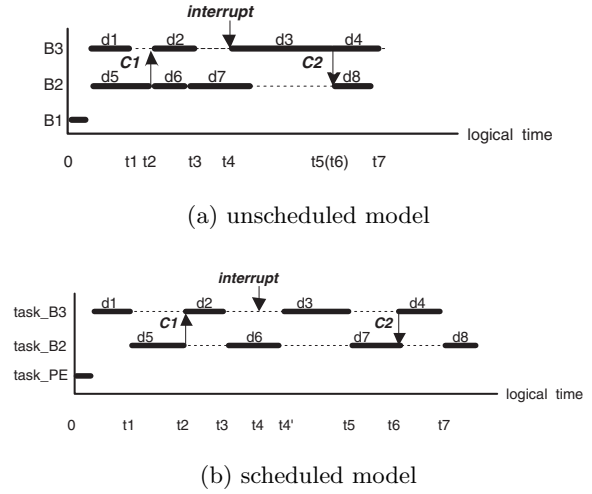 interrupt
d1 d2 d3 d4
B3
C1 C2
d5 d6 d7 d8
B2
B1
logical time
0 t1 t2 t3 t4 t5(t6) t7
(a) unscheduled model
interrupt
d1 d2 d3 d4
task_B3
C1 C2
d5 d6 d7 d8
task_B2
task_PE
logical time
0 t1 t2 t3 t4 t4' t5 t6 t7
(b) scheduled model